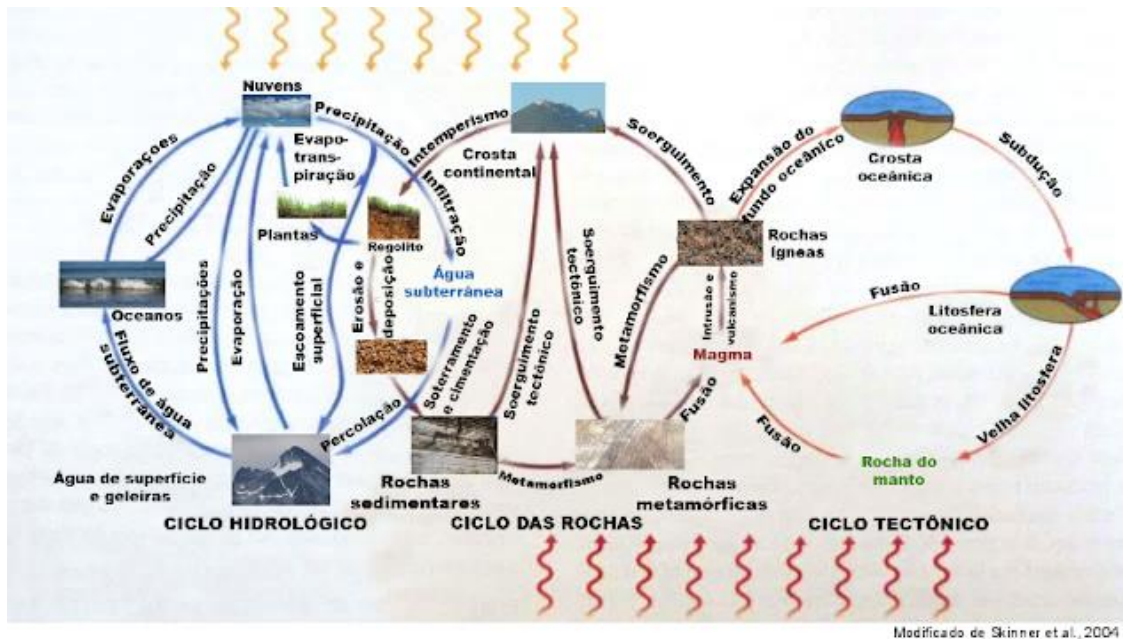 Nuvens
Precipitação
Evaporações
Precipitação
Evapo-
trans-
piração
Infiltração
Intemperismo
Crosta
continental
Soerguimento
Expansão do
fundo oceânico
Crosta
oceânica
Subdução
Plantas
Regolito
Rochas
ígneas
Água
subterrânea
Oceanos
Precipitações
Evaporação
Escoamento
superficial
Erosão e
deposição
Soerguimento
tectônico
Soerguimento
tectônico
Metamorfismo
Intrusão e
vulcanismo
Fusão
Litosfera
oceânica
Magma
Fluxo de água
subterrânea
Percolação
Soterramento
e cimentação
Fusão
Fusão
Velha litosfera
Rocha do
manto
Água de superfície
e geleiras
Rochas
sedimentares
Metamorfismo
Rochas
metamórficas
CICLO HIDROLÓGICO
CICLO DAS ROCHAS
CICLO TECTÔNICO
Modificado de Skinner et al., 2004